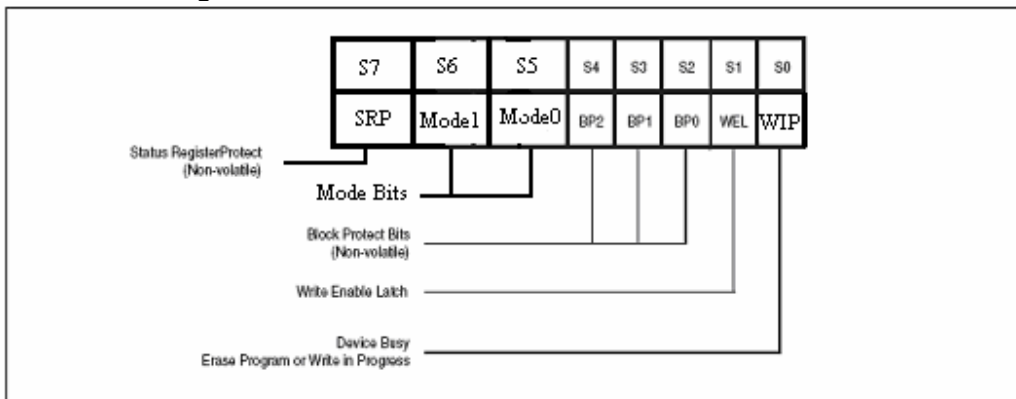 S7 S6 S5 S4 S3 S2 S1 S0
SRP Mode1 Mode0 BP2 BP1 BP0 WEL WIP
Status RegisterProtect
(Non-volatile)
Mode Bits
Block Protect Bits
(Non-volatile)
Write Enable Latch
Device Busy
Erase Program or Write in Progress